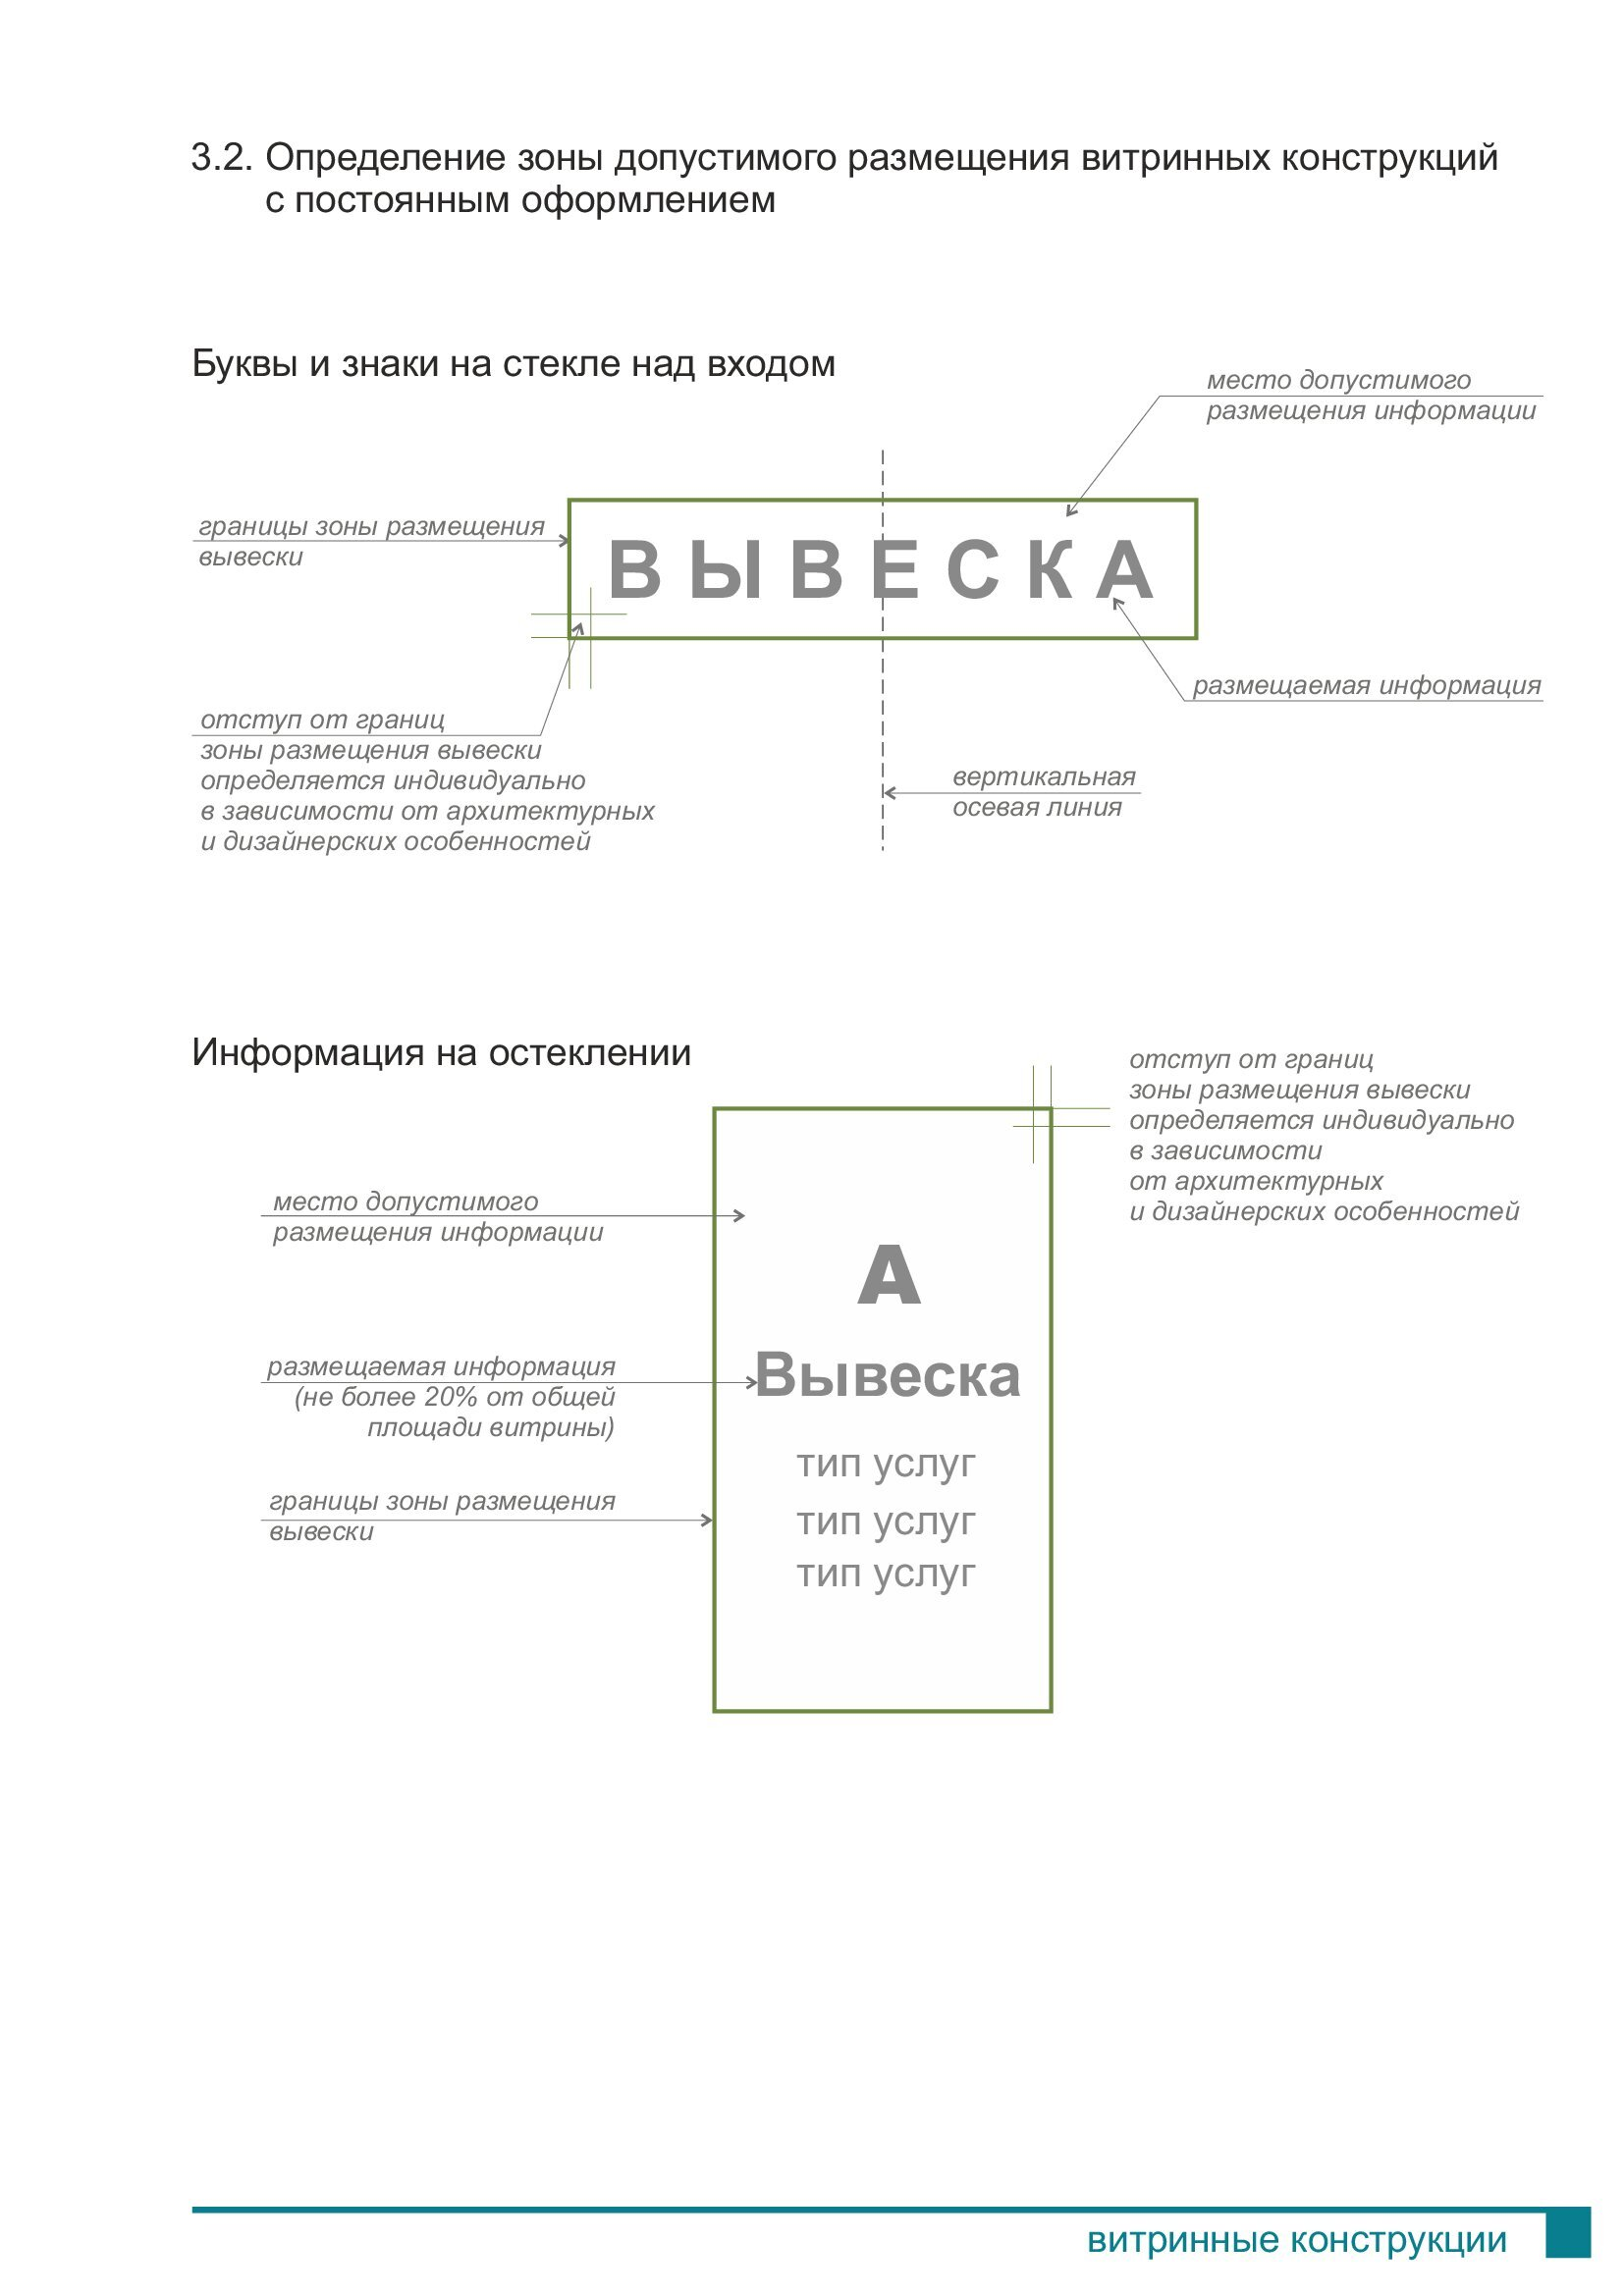 3.2. Определение зоны допустимого размещения витринных конструкций
с постоянным оформлением
Буквы и знаки на стекле над входом
место допустимого
размещения информации
границы зоны размещения
вывески
ВЫВЕСКА
размещаемая информация
отступ от границ
зоны размещения вывески
определяется индивидуально
в зависимости от архитектурных
и дизайнерских особенностей
вертикальная
осевая линия
Информация на остеклении
отступ от границ
зоны размещения вывески
определяется индивидуально
в зависимости
от архитектурных
и дизайнерских особенностей
место допустимого
размещения информации
А
размещаемая информация
(не более 20% от общей
площади витрины)
Вывеска
тип услуг
границы зоны размещения
вывески
тип услуг
тип услуг
витринные конструкции